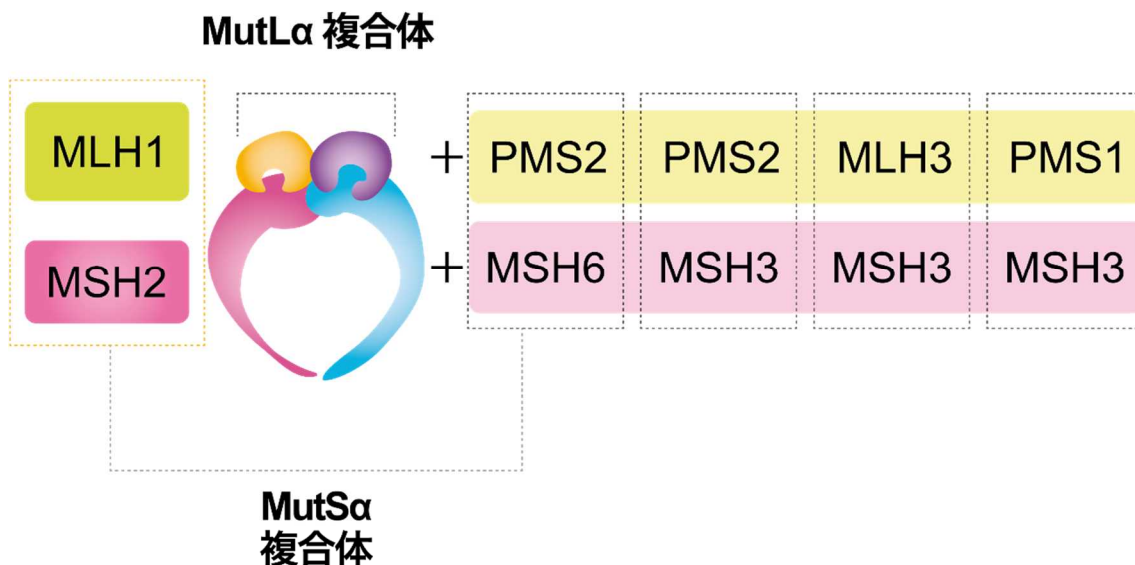 MutLα 複合体
MLH1
+ PMS2 PMS2 MLH3 PMS1
MSH2
+ MSH6 MSH3 MSH3 MSH3
MutSα
複合体